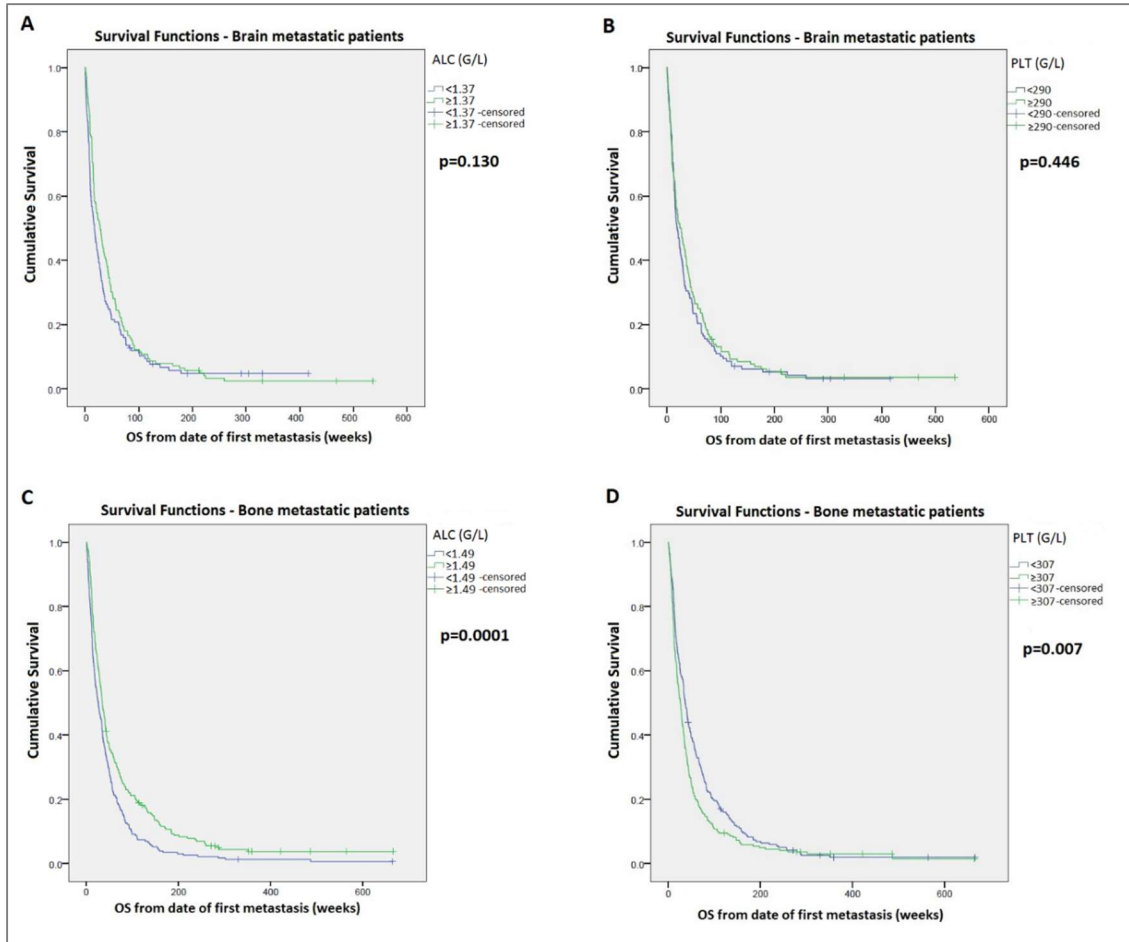 A
Survival Functions - Brain metastatic patients
ALC (G/L)
<1.37
≥1.37
<1.37 -censored
≥1.37 -censored
p=0.130
Cumulative Survival
1.0
0.8
0.6
0.4
0.2
0.0
0 100 200 300 400 500 600
OS from date of first metastasis (weeks)
B
Survival Functions - Brain metastatic patients
PLT (G/L)
<290
≥290
<290-censored
≥290-censored
p=0.446
Cumulative Survival
1.0
0.8
0.6
0.4
0.2
0.0
0 100 200 300 400 500 600
OS from date of first metastasis (weeks)
C
Survival Functions - Bone metastatic patients
ALC (G/L)
<1.49
≥1.49
<1.49 -censored
≥1.49 -censored
p=0.0001
Cumulative Survival
1.0
0.8
0.6
0.4
0.2
0.0
0 200 400 600
OS from date of first metastasis (weeks)
D
Survival Functions - Bone metastatic patients
PLT (G/L)
<307
≥307
<307-censored
≥307-censored
p=0.007
Cumulative Survival
1.0
0.8
0.6
0.4
0.2
0.0
0 200 400 600
OS from date of first metastasis (weeks)